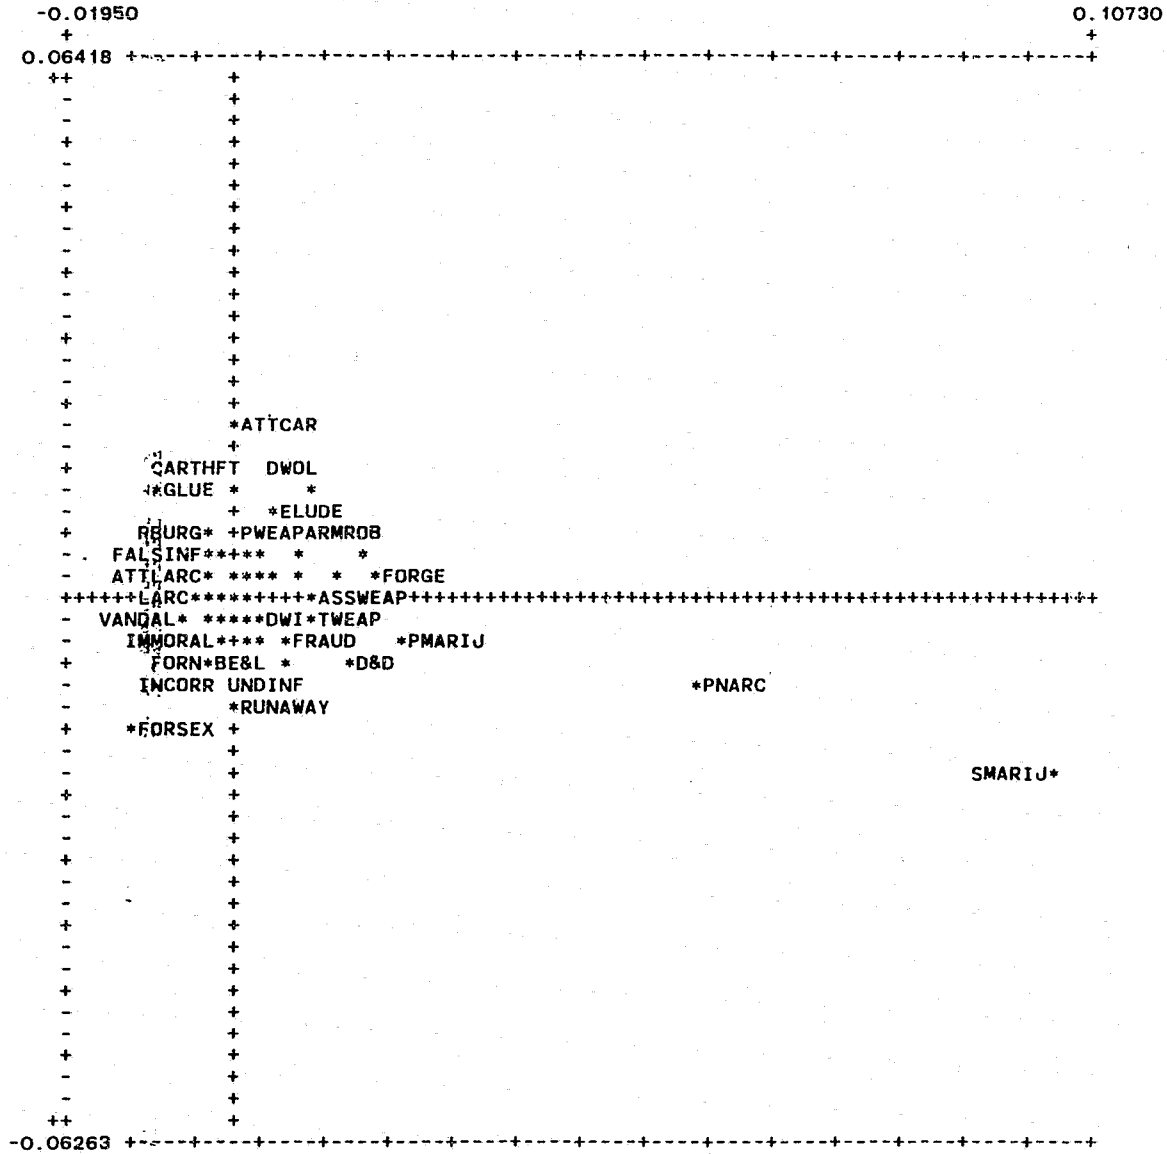 -0.01950 0.10730
+ +
0.06418 +----+----+----+----+----+----+----+----+----+----+----+----+----+----+----+
++ +
- +
- +
+ +
- +
- +
+ +
- +
- +
+ +
- +
- +
+ +
- +
- +
+ +
- *ATTCAR
- +
+ CARTHFT DWOL
- *GLUE * *
- + *ELUDE
+ RBURG* +PWEAPARMROB
- FALSINF**+** * *
- ATTLARC* **** * * *FORGE
++++++LARC*****++++*ASSWEAP+++++++++++++++++++++++++++++++++++++++++++++++++++++
- VANDAL* *****DWI*TWEAP
- IMMORAL*+** *FRAUD *PMARIJ
+ FORN*BE&L * *D&D
- INCORR UNDINF *PNARC
- *RUNAWAY
+ *FORSEX +
- +
- + SMARIJ*
+ +
- +
- +
+ +
- +
- +
+ +
- +
- +
+ +
- +
+ +
- +
- +
++ +
-0.06263 +----+----+----+----+----+----+----+----+----+----+----+----+----+----+----+